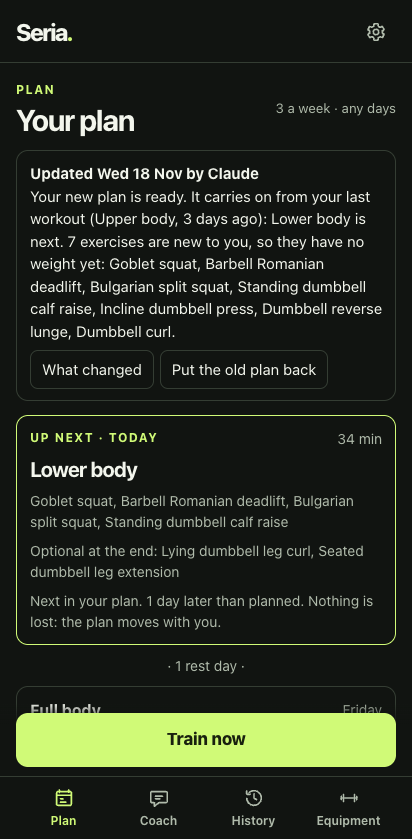 Seria.
PLAN
Your plan
3 a week · any days
Updated Wed 18 Nov by Claude
Your new plan is ready. It carries on from your last
workout (Upper body, 3 days ago): Lower body is
next. 7 exercises are new to you, so they have no
weight yet: Goblet squat, Barbell Romanian
deadlift, Bulgarian split squat, Standing dumbbell
calf raise, Incline dumbbell press, Dumbbell reverse
lunge, Dumbbell curl.
What changed
Put the old plan back
UP NEXT · TODAY
34 min
Lower body
Goblet squat, Barbell Romanian deadlift, Bulgarian
split squat, Standing dumbbell calf raise
Optional at the end: Lying dumbbell leg curl, Seated
dumbbell leg extension
Next in your plan. 1 day later than planned. Nothing is
lost: the plan moves with you.
· 1 rest day ·
Full body
Friday
Train now
Plan
Coach
History
Equipment